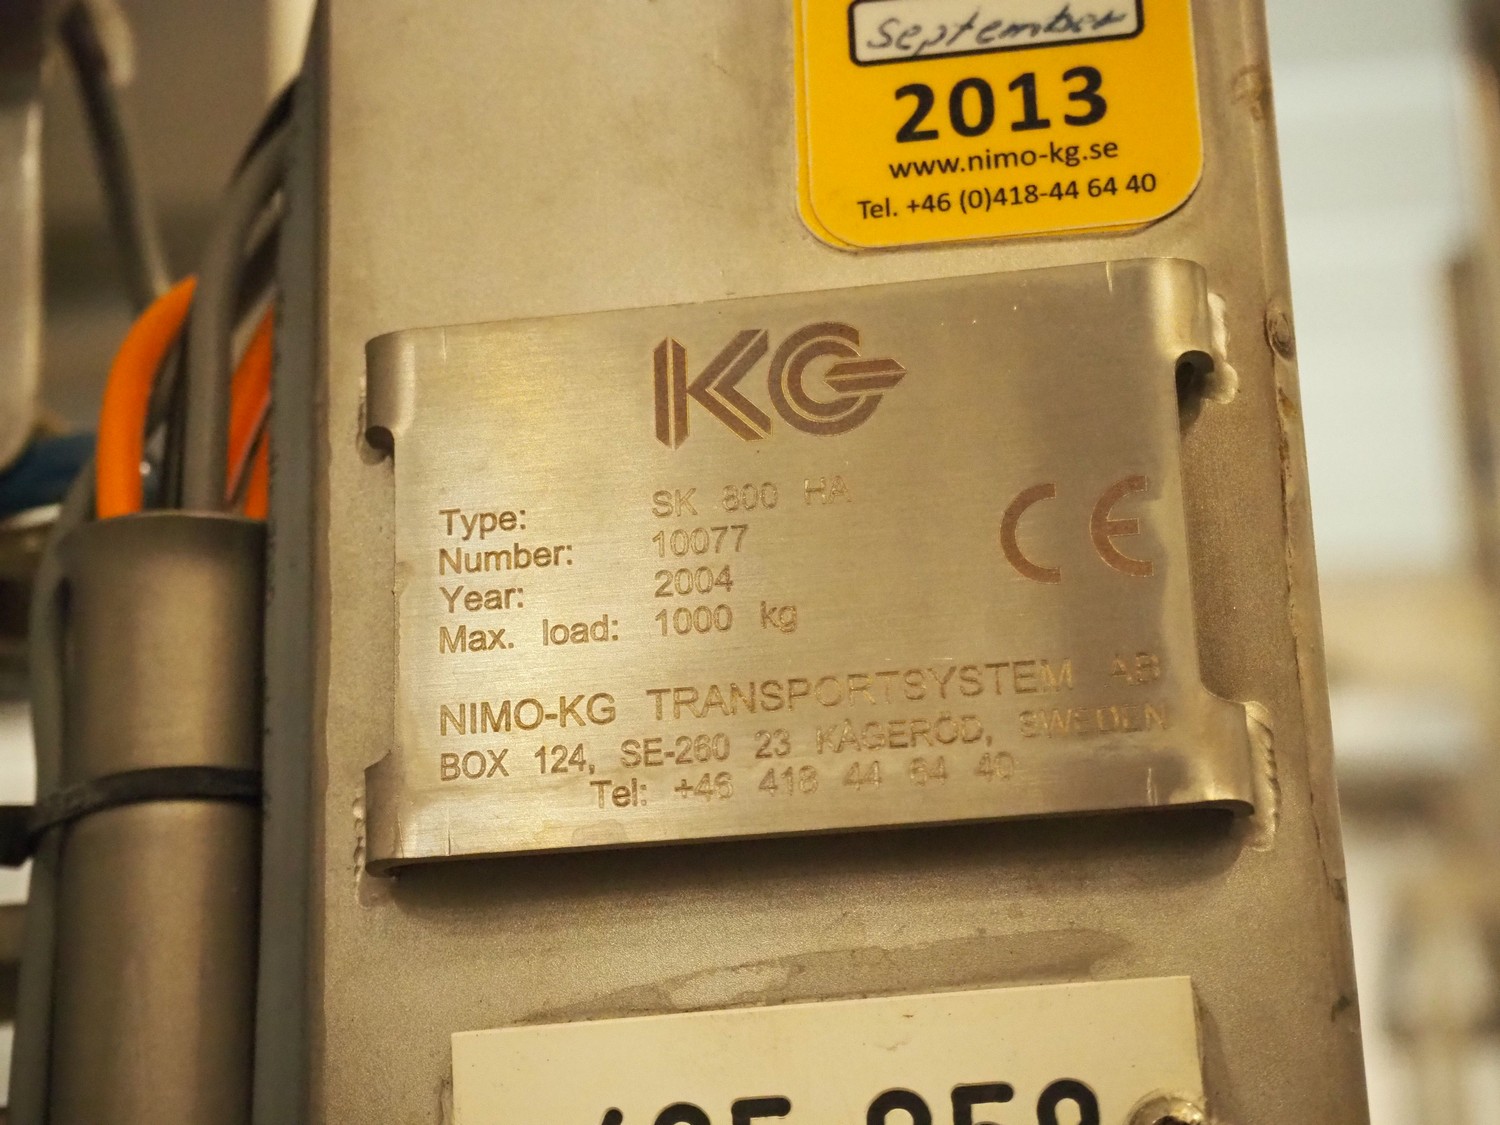 September
2013
www.nimo-kg.se
Tel. +46 (0)418-44 64 40
KG
Type: SK 800 HA
Number: 10077
Year: 2004
Max. load: 1000 kg
CE
NIMO-KG TRANSPORTSYSTEM AB
BOX 124, SE-260 23 KÅGERÖD, SWEDEN
Tel: +46 418 44 64 40